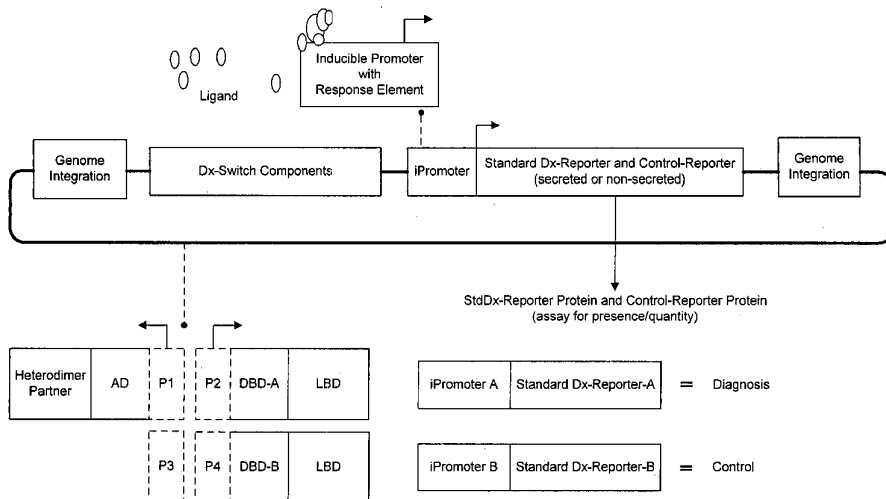 Inducible Promoter
with
Response Element
Ligand
Genome
Integration
Dx-Switch Components
iPromoter
Standard Dx-Reporter and Control-Reporter
(secreted or non-secreted)
Genome
Integration
StdDx-Reporter Protein and Control-Reporter Protein
(assay for presence/quantity)
Heterodimer
Partner
AD
P1
P2
DBD-A
LBD
iPromoter A
Standard Dx-Reporter-A
= Diagnosis
P3
P4
DBD-B
LBD
iPromoter B
Standard Dx-Reporter-B
= Control